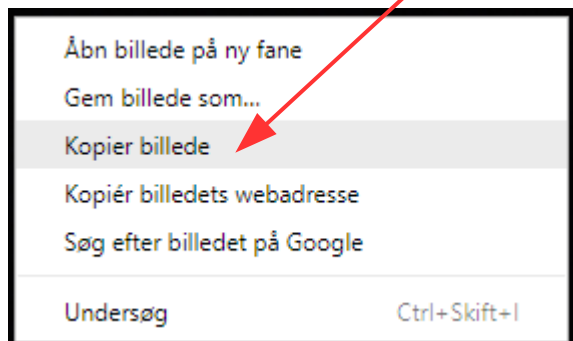 Åbn billede på ny fane
Gem billede som...
Kopier billede
Kopiér billedets webadresse
Søg efter billedet på Google
Undersøg Ctrl+Skift+I